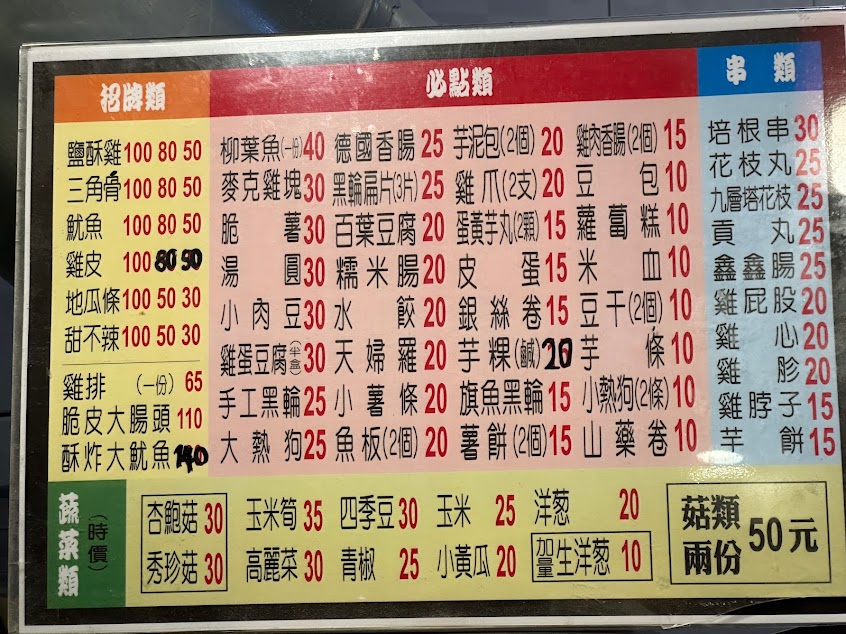 招牌類
鹽酥雞 100 80 50
三角骨 100 80 50
魷魚 100 80 50
雞皮 100 80 50
地瓜條 100 50 30
甜不辣 100 50 30
雞排 (一份) 65
脆皮大腸頭 110
酥炸大魷魚 140
必點類
柳葉魚(一份) 40 德國香腸 25 芋泥包(2個) 20 雞肉香腸(2個) 15
麥克雞塊 30 黑輪扁片(3片) 25 雞爪(2支) 20 豆包 10
脆薯 30 百葉豆腐 20 蛋黃芋丸(2顆) 15 蘿蔔糕 10
湯圓 30 糯米腸 20 皮蛋 15 米血 10
小肉豆 30 水餃 20 銀絲卷 15 豆干(2個) 10
雞蛋豆腐(半盒) 30 天婦羅 20 芋粿(鹹) 20 芋條 10
手工黑輪 25 小薯條 20 旗魚黑輪 15 小熱狗(2條) 10
大熱狗 25 魚板(2個) 20 薯餅(2個) 15 山藥卷 10
串類
培根串 30
花枝丸 25
九層塔花枝 25
貢丸 25
鑫鑫腸 25
雞屁股 20
雞心 20
雞胗 20
雞脖子 15
芋餅 15
蔬菜類(時價)
杏鮑菇 30 玉米筍 35 四季豆 30 玉米 25 洋葱 20
秀珍菇 30 高麗菜 30 青椒 25 小黃瓜 20 加量生洋葱 10
菇類兩份 50元